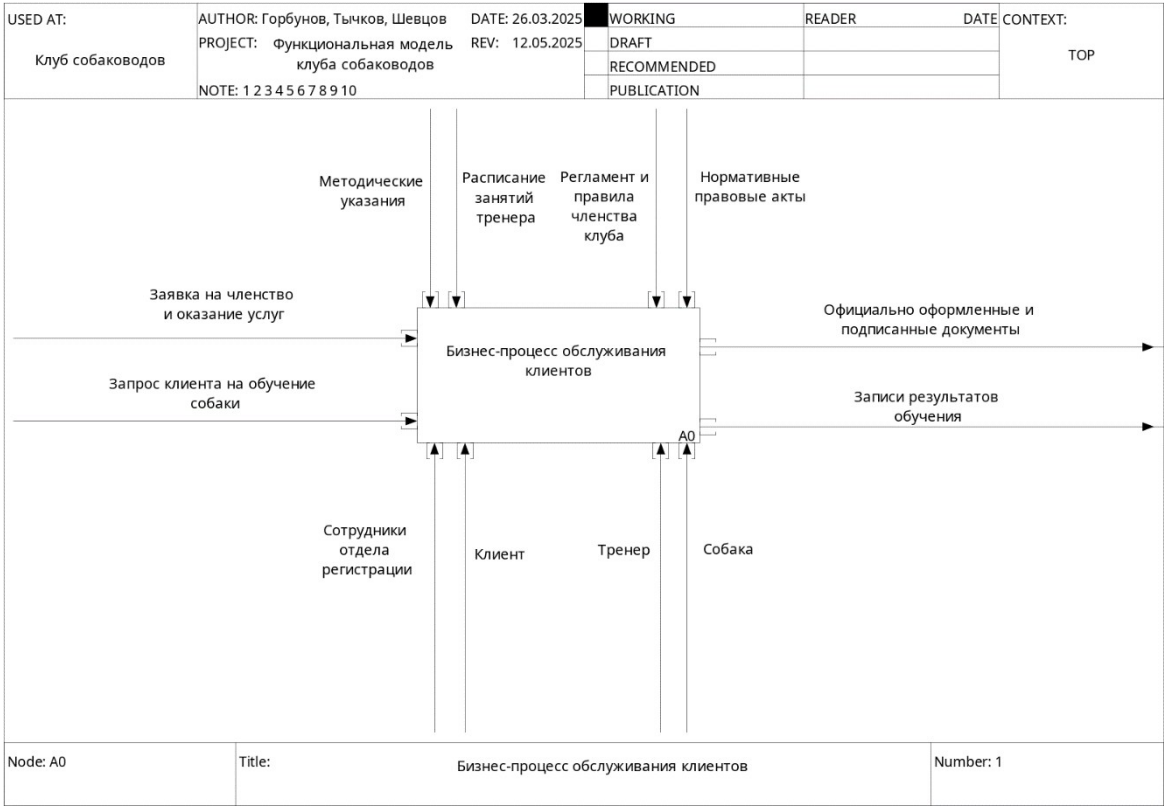 USED AT:
Клуб собаководов
AUTHOR: Горбунов, Тычков, Шевцов
DATE: 26.03.2025
PROJECT: Функциональная модель
клуба собаководов
REV: 12.05.2025
NOTE: 1 2 3 4 5 6 7 8 9 10
WORKING
DRAFT
RECOMMENDED
PUBLICATION
READER
DATE
CONTEXT:
TOP
Методические
указания
Расписание
занятий
тренера
Регламент и
правила
членства
клуба
Нормативные
правовые акты
Заявка на членство
и оказание услуг
Запрос клиента на обучение
собаки
Бизнес-процесс обслуживания
клиентов
A0
Официально оформленные и
подписанные документы
Записи результатов
обучения
Сотрудники
отдела
регистрации
Клиент
Тренер
Собака
Node: A0
Title:
Бизнес-процесс обслуживания клиентов
Number: 1